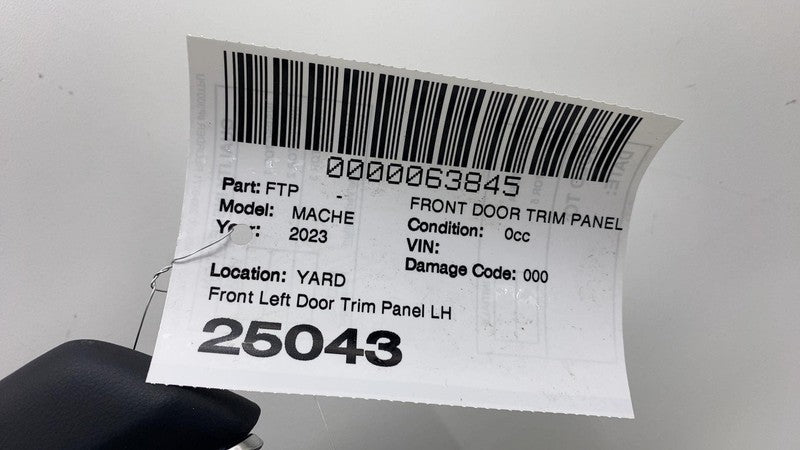 0000063845
Part: FTP - FRONT DOOR TRIM PANEL
Model: MACHE Condition: 0cc
Year: 2023 VIN:
Damage Code: 000
Location: YARD
Front Left Door Trim Panel LH
25043